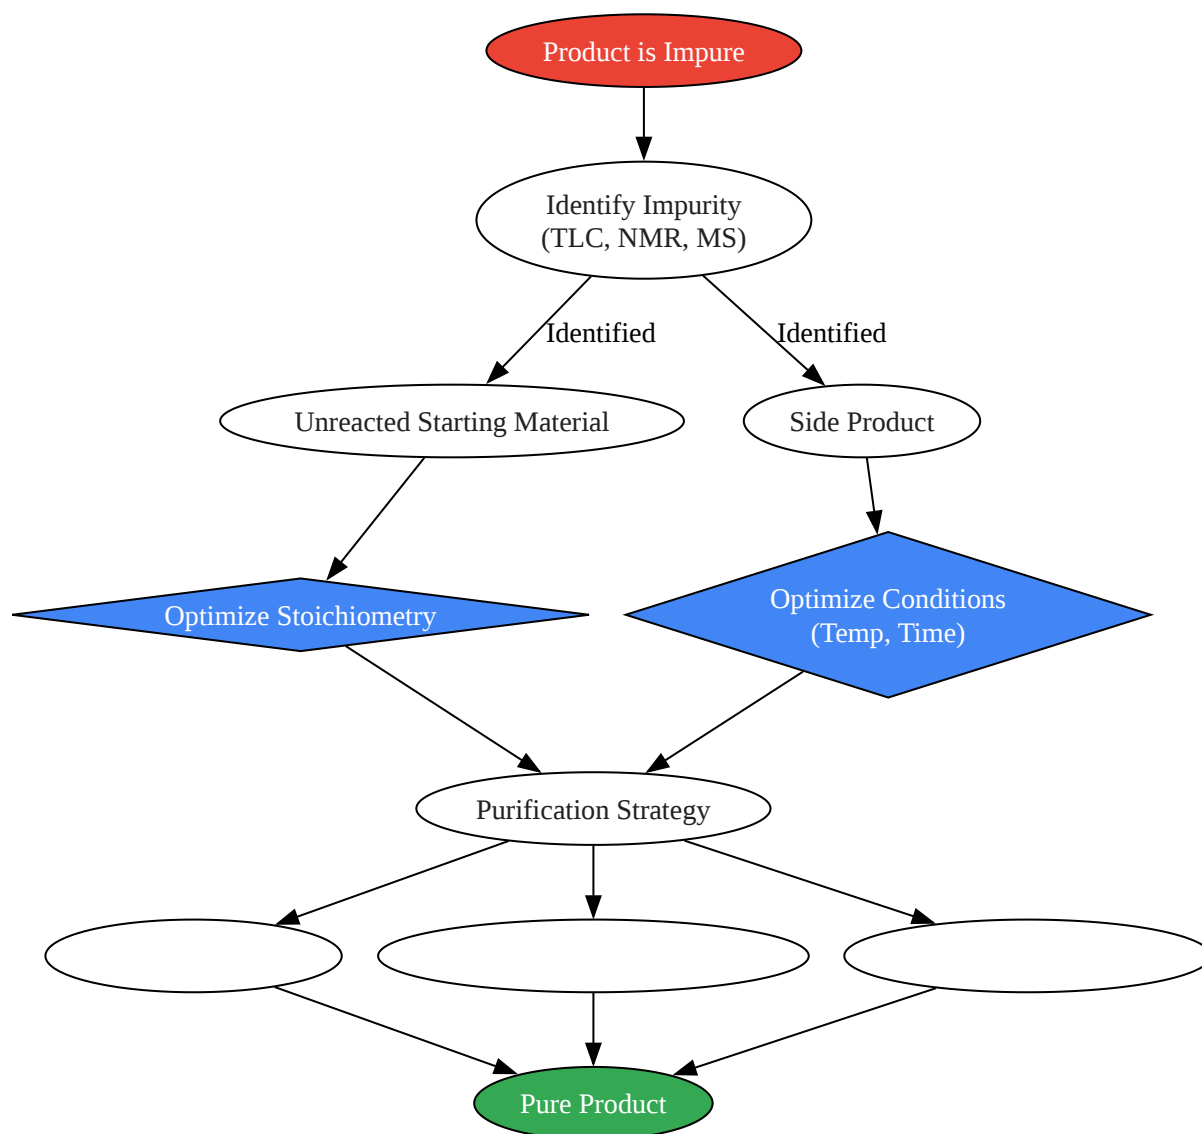 Product is Impure
Identify Impurity
(TLC, NMR, MS)
Identified
Identified
Unreacted Starting Material
Side Product
Optimize Stoichiometry
Optimize Conditions
(Temp, Time)
Purification Strategy
Pure Product